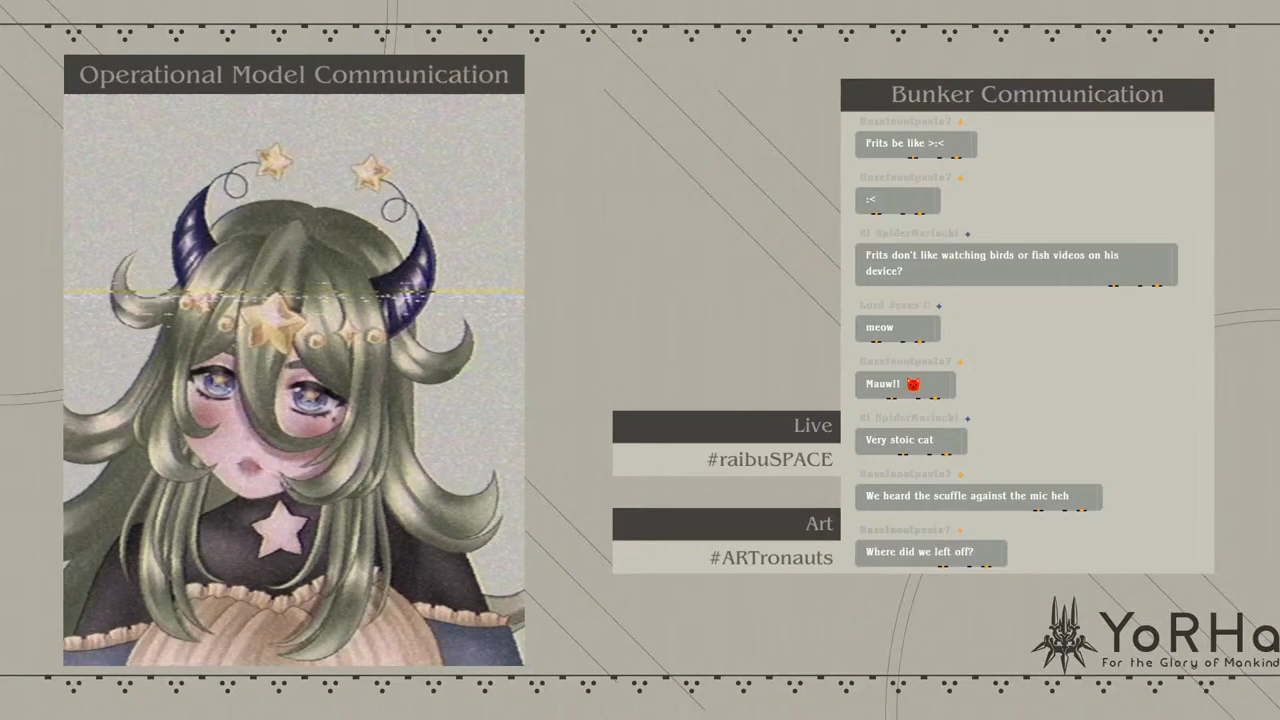 Operational Model Communication
Bunker Communication
Frits be like >:<
:<
Frits don't like watching birds or fish videos on his
device?
meow
Mauw!!
Very stoic cat
We heard the scuffle against the mic heh
Where did we left off?
Live
#raibuSPACE
Art
#ARTronauts
YoRHa
For the Glory of Mankind